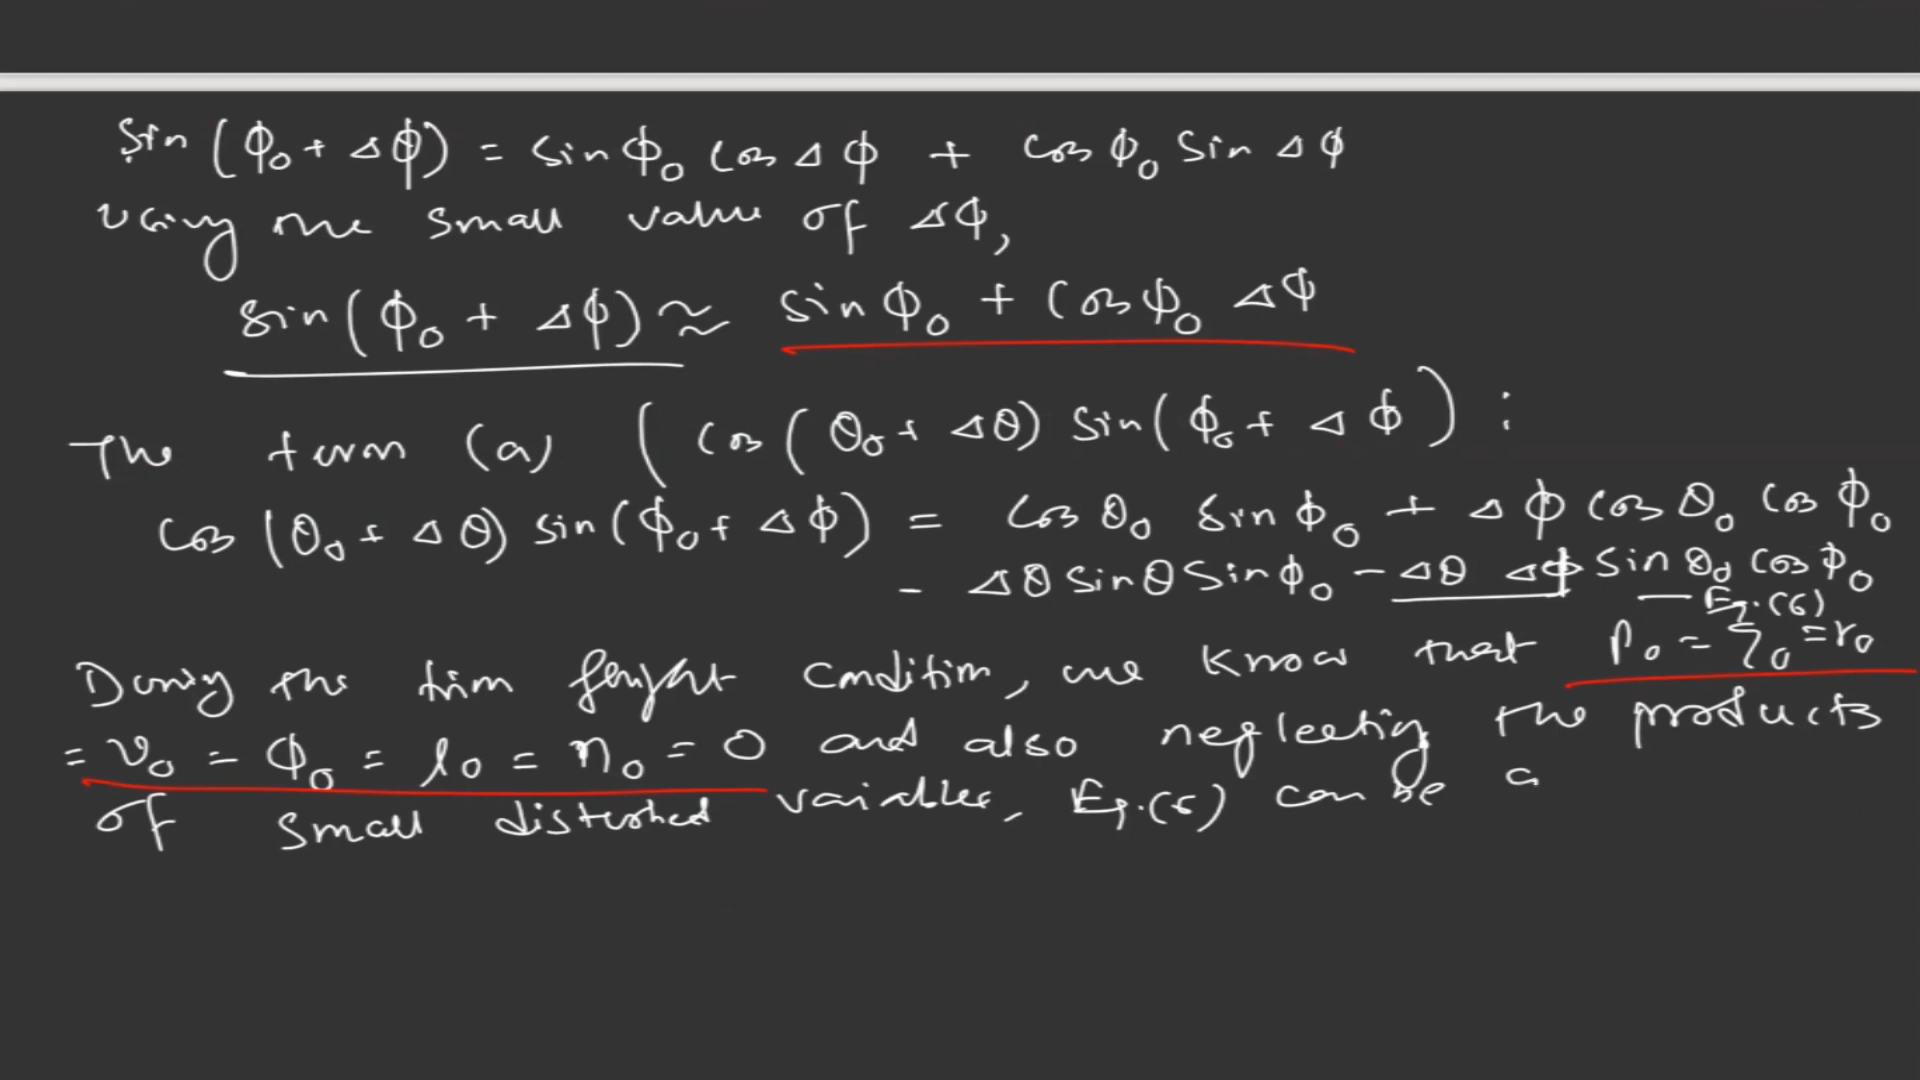 sin (ϕ₀ + Δϕ) = sin ϕ₀ cos Δϕ + cos ϕ₀ sin Δϕ
using the small value of Δϕ,
sin (ϕ₀ + Δϕ) ≈ sin ϕ₀ + cos ϕ₀ Δϕ
The term (a) ( cos (θ₀ + Δθ) sin ( ϕ₀ + Δϕ ) :
cos (θ₀ + Δθ) sin (ϕ₀ + Δϕ) = cos θ₀ sin ϕ₀ + Δϕ cos θ₀ cos ϕ₀
- Δθ sin θ sin ϕ₀ - Δθ Δϕ sin θ₀ cos ϕ₀
— Eq.(6)
During the trim flight condition, we know that p₀ = q₀ = r₀
= v₀ = ϕ₀ = l₀ = n₀ = 0 and also neglecting the products
of small disturbed variables, Eq.(6) can be a